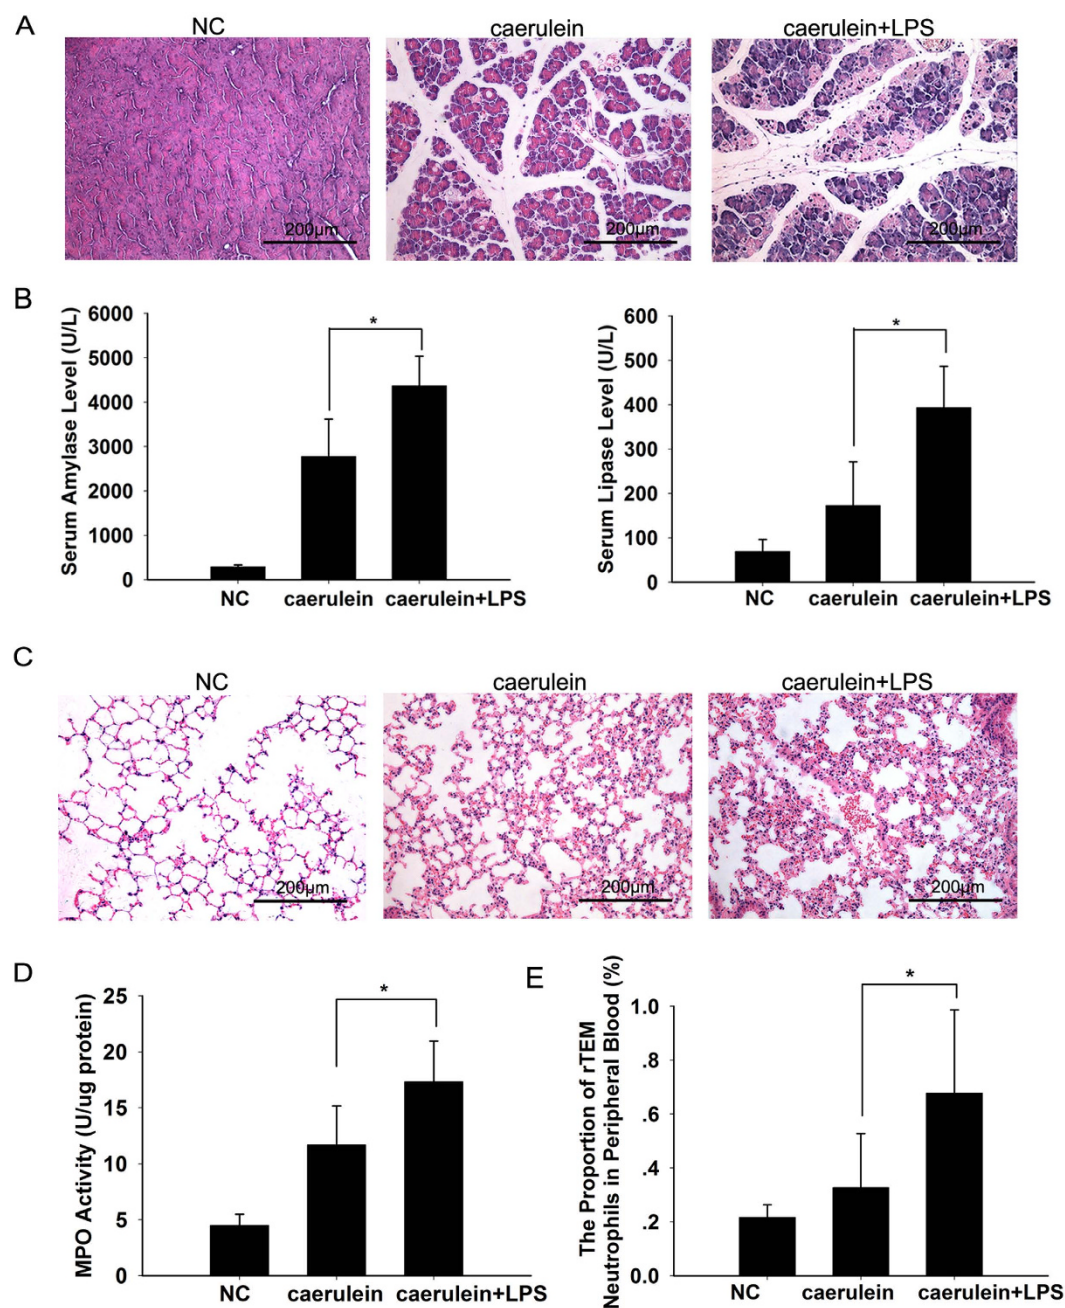 A
NC
caerulein
caerulein+LPS
200μm
200μm
200μm
B
Serum Amylase Level (U/L)
6000
5000
4000
3000
2000
1000
0
*
NC
caerulein
caerulein+LPS
Serum Lipase Level (U/L)
600
500
400
300
200
100
0
*
NC
caerulein
caerulein+LPS
C
NC
caerulein
caerulein+LPS
200μm
200μm
200μm
D
MPO Activity (U/ug protein)
25
20
15
10
5
0
*
NC
caerulein
caerulein+LPS
E
The Proportion of rTEM
Neutrophils in Peripheral Blood (%)
1.0
.8
.6
.4
.2
0.0
*
NC
caerulein
caerulein+LPS